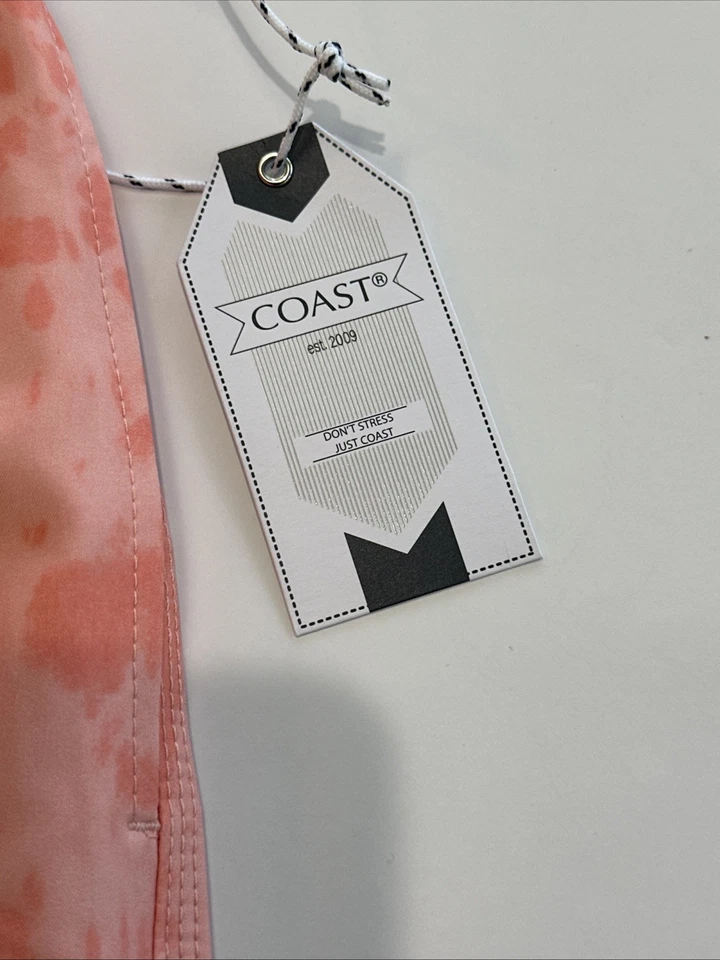 COAST®
est. 2009
DON'T STRESS
JUST COAST